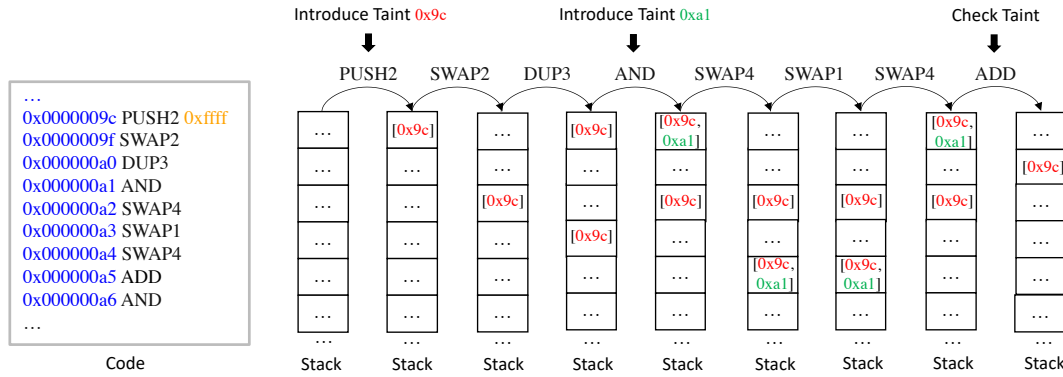 Introduce Taint 0x9c Introduce Taint 0xa1 Check Taint
PUSH2 SWAP2 DUP3 AND SWAP4 SWAP1 SWAP4 ADD
…
0x0000009c PUSH2 0xffff
0x0000009f SWAP2
0x000000a0 DUP3
0x000000a1 AND
0x000000a2 SWAP4
0x000000a3 SWAP1
0x000000a4 SWAP4
0x000000a5 ADD
0x000000a6 AND
…
Code
…
…
…
…
…
…
…
Stack
[0x9c]
…
…
…
…
…
…
Stack
…
…
[0x9c]
…
…
…
…
Stack
[0x9c]
…
…
[0x9c]
…
…
…
Stack
[0x9c,
0xa1]
…
[0x9c]
…
…
…
…
Stack
…
…
[0x9c]
…
[0x9c,
0xa1]
…
…
Stack
…
…
[0x9c]
…
[0x9c,
0xa1]
…
…
Stack
[0x9c,
0xa1]
…
[0x9c]
…
…
…
…
Stack
…
[0x9c]
…
…
…
…
…
Stack